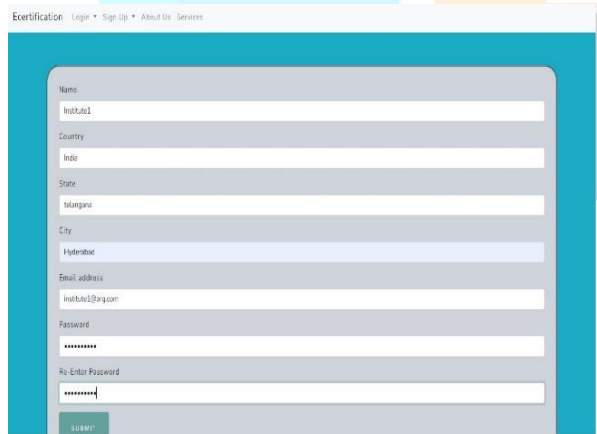 Ecertification Login Sign Up About Us Services
Name
Institute1
Country
India
State
telangana
City
Hyderabad
Email address
institute1@org.com
Password
••••••••••
Re-Enter Password
••••••••••
SUBMIT